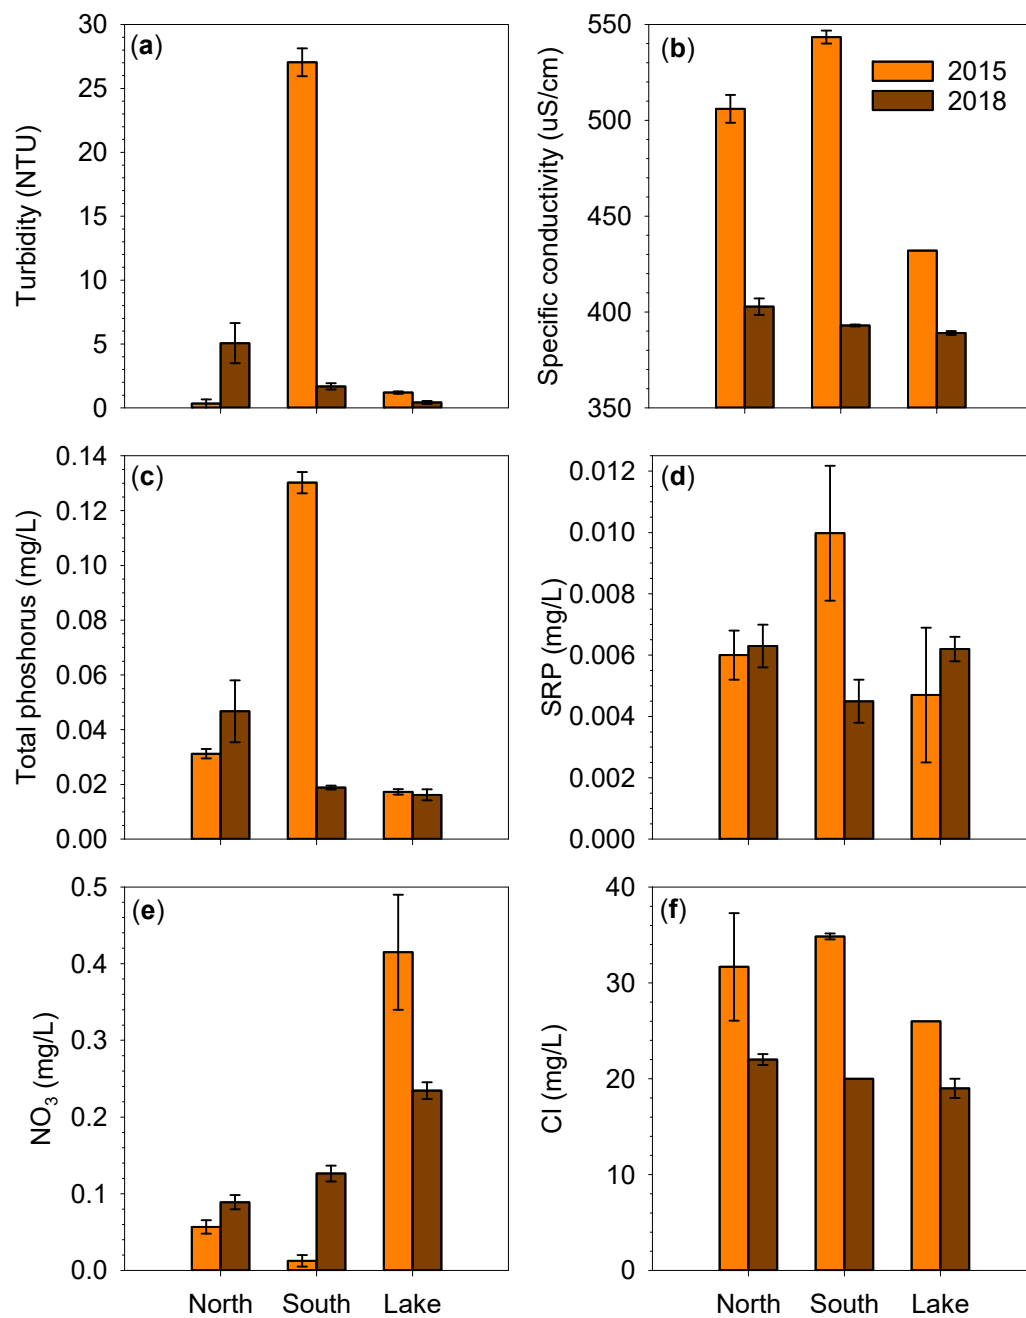 (a)
Turbidity (NTU)
30
25
20
15
10
5
0
(b)
Specific conductivity (uS/cm)
550
500
450
400
350
2015
2018
(c)
Total phoshorus (mg/L)
0.14
0.12
0.10
0.08
0.06
0.04
0.02
0.00
(d)
SRP (mg/L)
0.012
0.010
0.008
0.006
0.004
0.002
0.000
(e)
NO3 (mg/L)
0.5
0.4
0.3
0.2
0.1
0.0
North South Lake
(f)
Cl (mg/L)
40
30
20
10
0
North South Lake